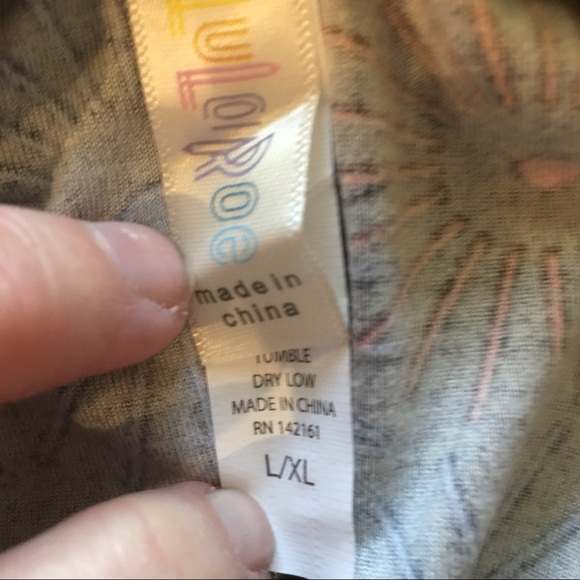 LuLaRoe
made in
china
TUMBLE
DRY LOW
MADE IN CHINA
RN 142161
L/XL